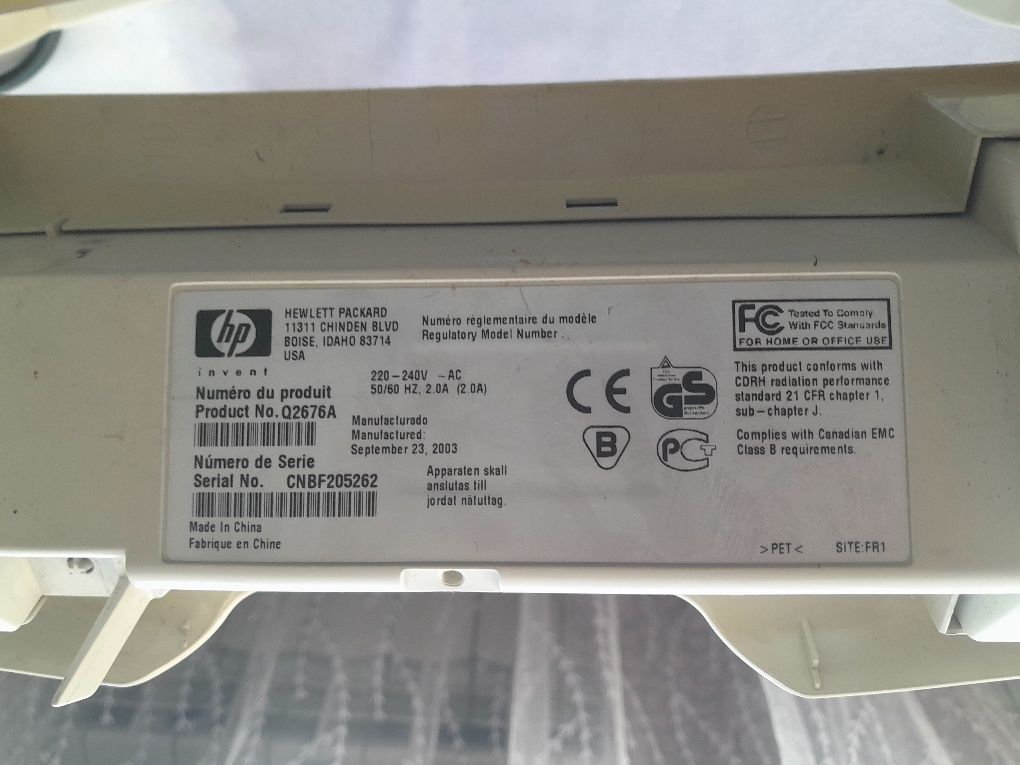 hp
invent
HEWLETT PACKARD
11311 CHINDEN BLVD
BOISE, IDAHO 83714
USA
Numéro réglementaire du modèle
Regulatory Model Number
FCC Tested To Comply
With FCC Standards
FOR HOME OR OFFICE USE
220-240V ~AC
50/60 HZ, 2.0A (2.0A)
Numéro du produit
Product No. Q2676A
Manufacturado
Manufactured:
September 23, 2003
Número de Serie
Serial No. CNBF205262
Apparaten skall
anslutas till
jordat nätuttag.
Made In China
Fabrique en Chine
CE
GS
B
PCT
This product conforms with
CDRH radiation performance
standard 21 CFR chapter 1,
sub-chapter J.
Complies with Canadian EMC
Class B requirements.
>PET< SITE:FR1